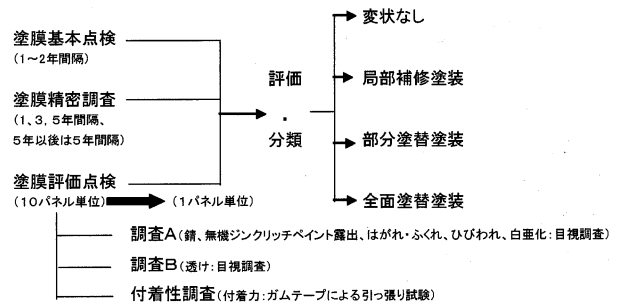 塗膜基本点検
(1～2年間隔)
塗膜精密調査
(1、3，5年間隔、
5年以後は5年間隔)
塗膜評価点検
(10パネル単位)
(1パネル単位)
評価
・
分類
変状なし
局部補修塗装
部分塗替塗装
全面塗替塗装
調査A(錆、無機ジンクリッチペイント露出、はがれ・ふくれ、ひびわれ、白亜化：目視調査)
調査B(透け：目視調査)
付着性調査(付着力：ガムテープによる引っ張り試験)